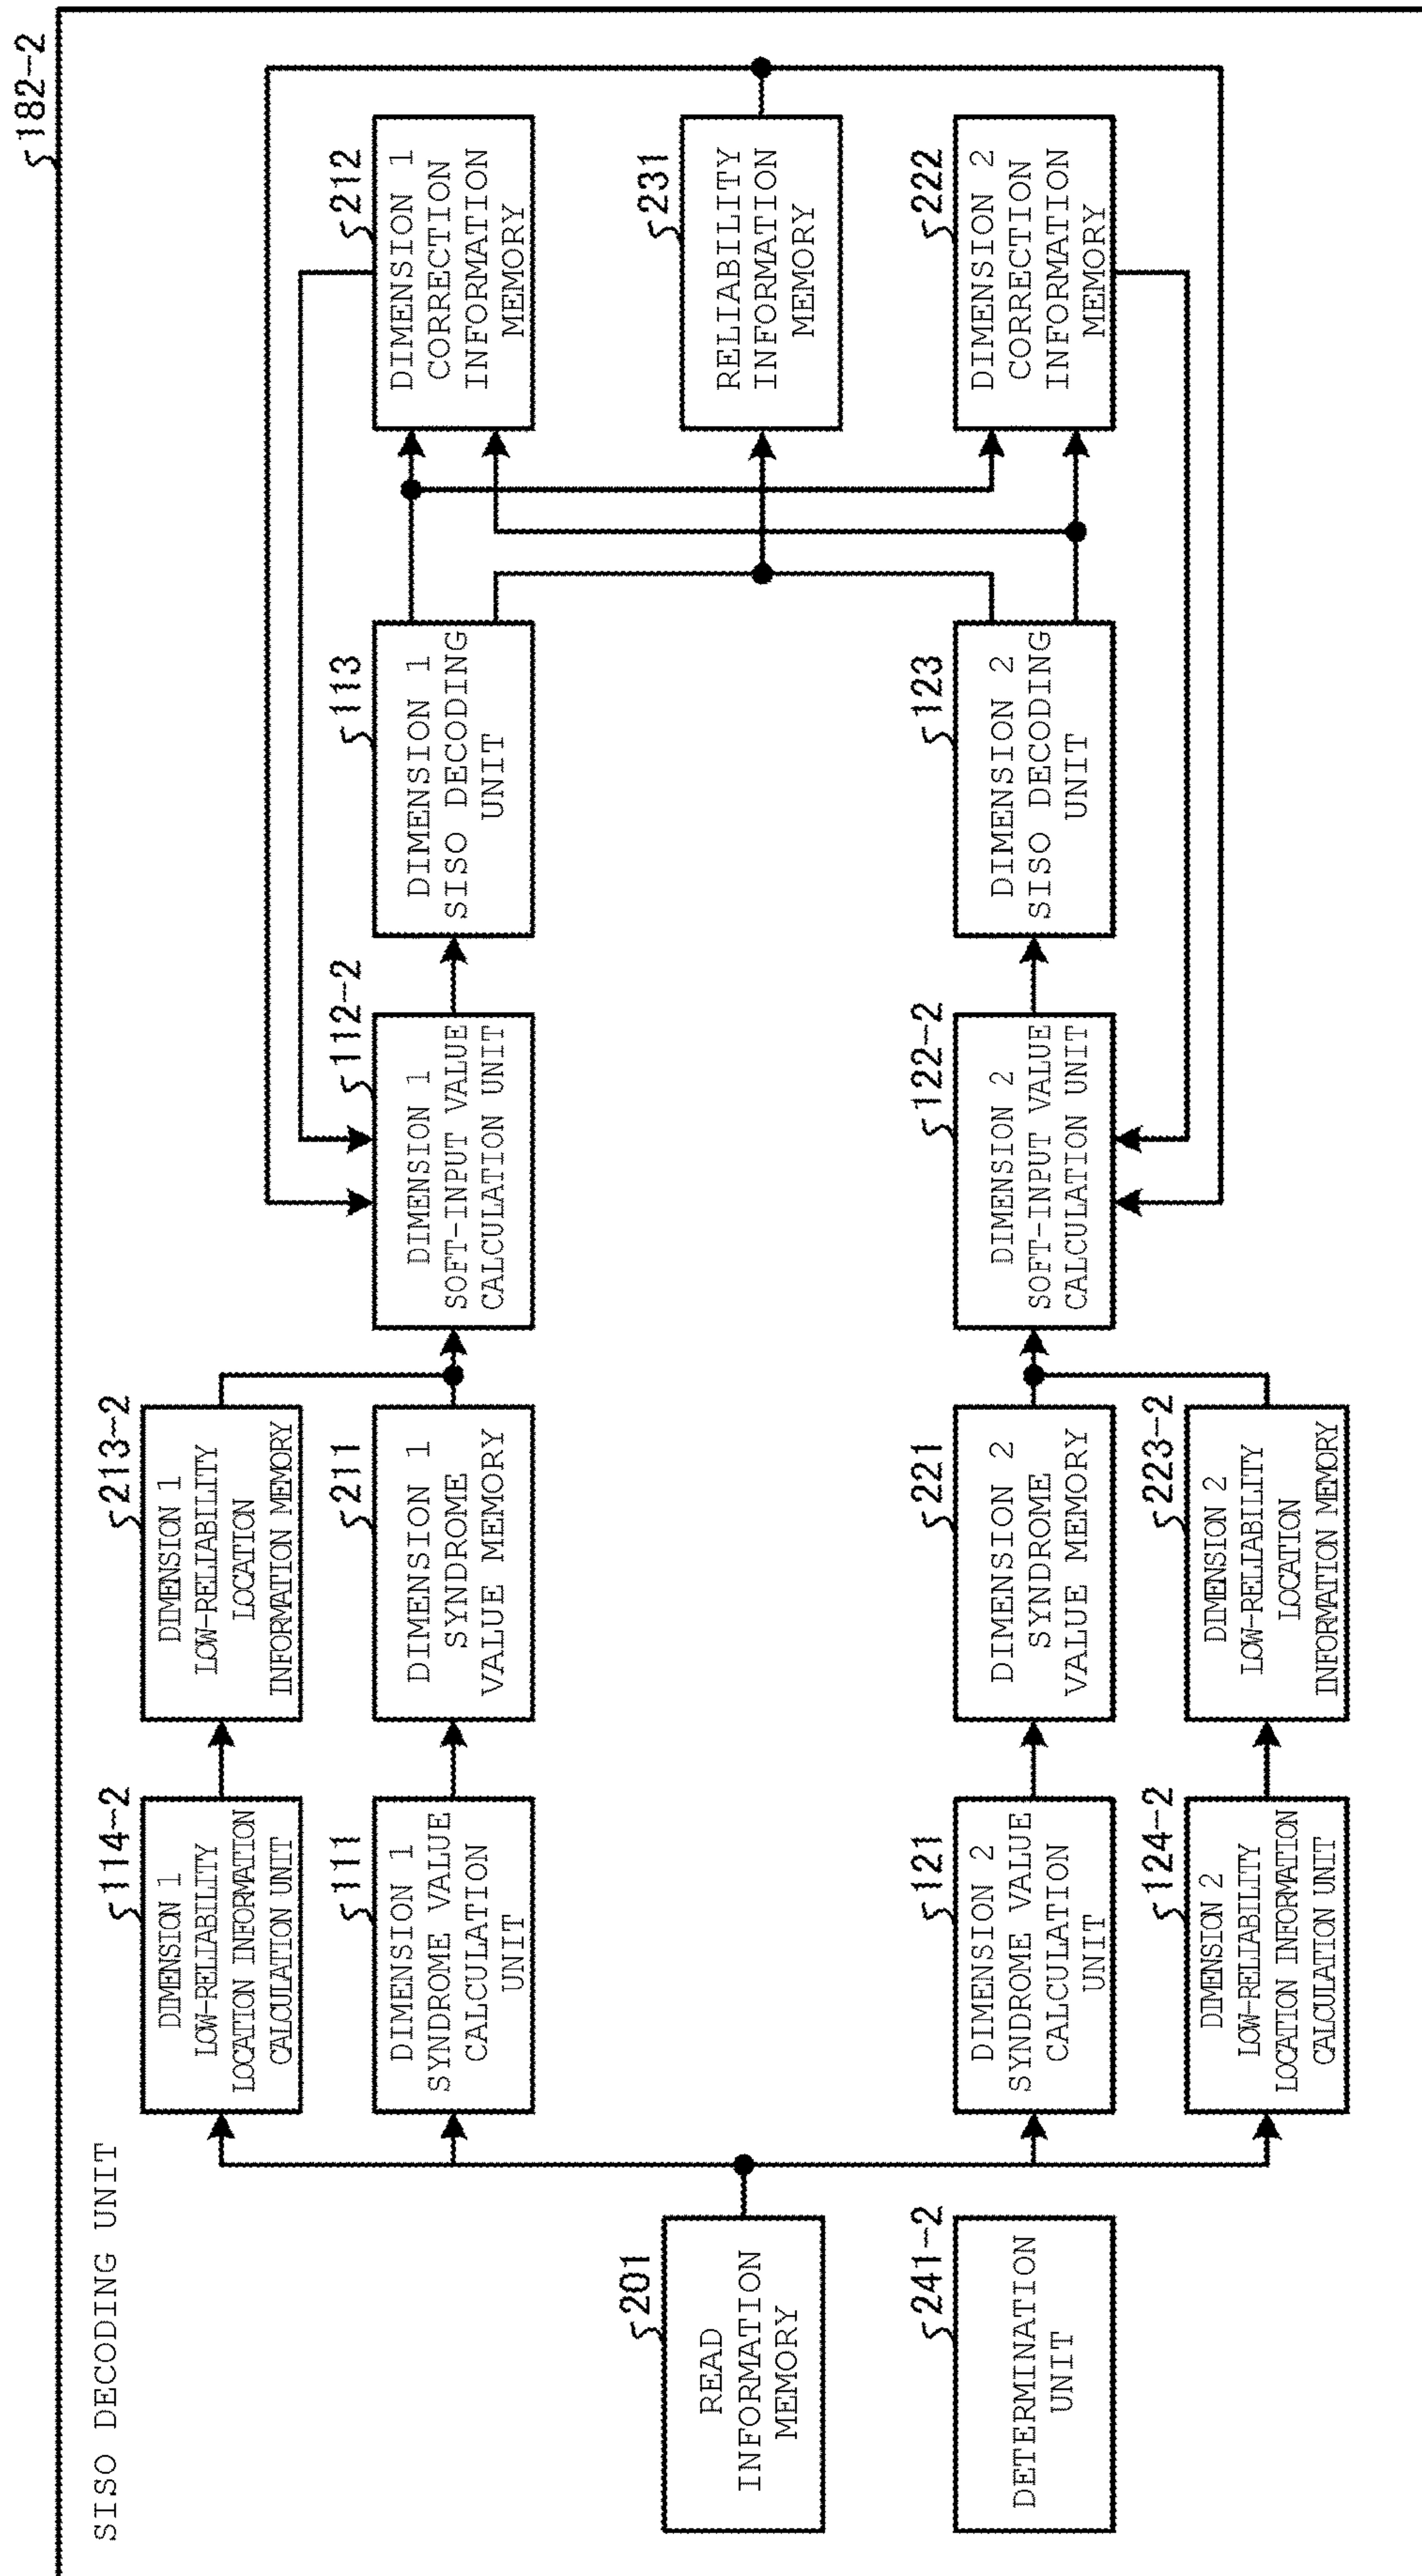 182-2
SISO DECODING UNIT
201
READ
INFORMATION
MEMORY
241-2
DETERMINATION
UNIT
114-2
DIMENSION 1
LOW-RELIABILITY
LOCATION INFORMATION
CALCULATION UNIT
111
DIMENSION 1
SYNDROME VALUE
CALCULATION
UNIT
121
DIMENSION 2
SYNDROME VALUE
CALCULATION
UNIT
124-2
DIMENSION 2
LOW-RELIABILITY
LOCATION INFORMATION
CALCULATION UNIT
213-2
DIMENSION 1
LOW-RELIABILITY
LOCATION
INFORMATION MEMORY
211
DIMENSION 1
SYNDROME
VALUE MEMORY
221
DIMENSION 2
SYNDROME
VALUE MEMORY
223-2
DIMENSION 2
LOW-RELIABILITY
LOCATION
INFORMATION MEMORY
112-2
DIMENSION 1
SOFT-INPUT VALUE
CALCULATION UNIT
122-2
DIMENSION 2
SOFT-INPUT VALUE
CALCULATION UNIT
113
DIMENSION 1
SISO DECODING
UNIT
123
DIMENSION 2
SISO DECODING
UNIT
212
DIMENSION 1
CORRECTION
INFORMATION
MEMORY
231
RELIABILITY
INFORMATION
MEMORY
222
DIMENSION 2
CORRECTION
INFORMATION
MEMORY